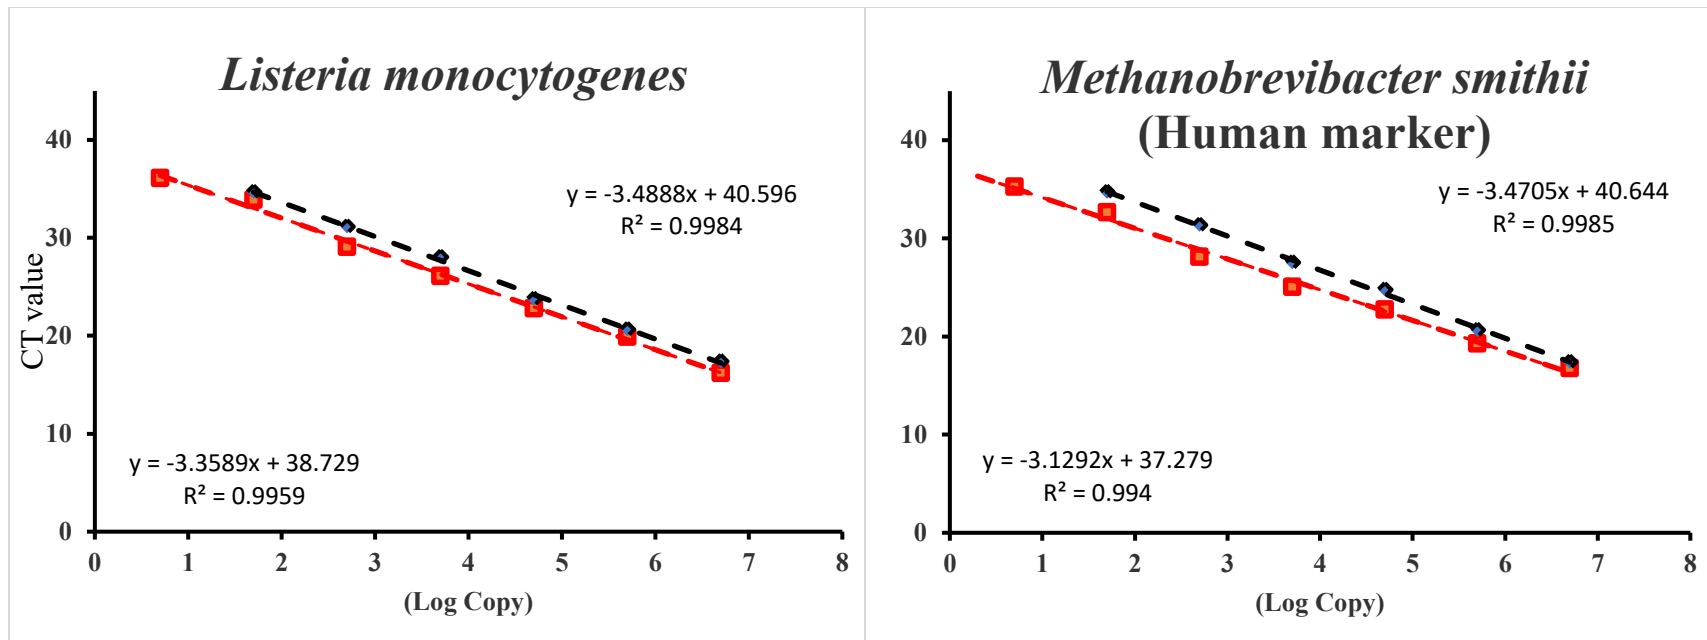 Listeria monocytogenes
40
30
20
10
0
0 1 2 3 4 5 6 7 8
CT value
(Log Copy)
y = -3.4888x + 40.596
R² = 0.9984
y = -3.3589x + 38.729
R² = 0.9959
Methanobrevibacter smithii
(Human marker)
40
30
20
10
0
0 1 2 3 4 5 6 7 8
(Log Copy)
y = -3.4705x + 40.644
R² = 0.9985
y = -3.1292x + 37.279
R² = 0.994